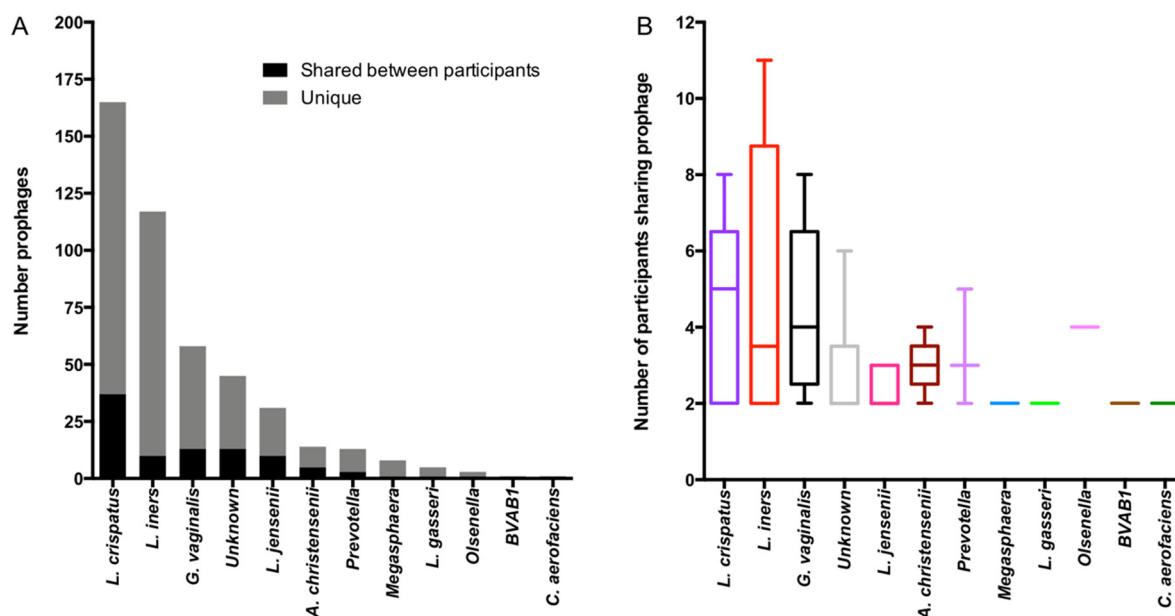 A
Number prophages
200
175
150
125
100
75
50
25
0
Shared between participants
Unique
L. crispatus
L. iners
G. vaginalis
Unknown
L. jensenii
A. christensenii
Prevotella
Megasphaera
L. gasseri
Olsenella
BVAB1
C. aerofaciens
B
Number of participants sharing prophage
12
10
8
6
4
2
0
L. crispatus
L. iners
G. vaginalis
Unknown
L. jensenii
A. christensenii
Prevotella
Megasphaera
L. gasseri
Olsenella
BVAB1
C. aerofaciens